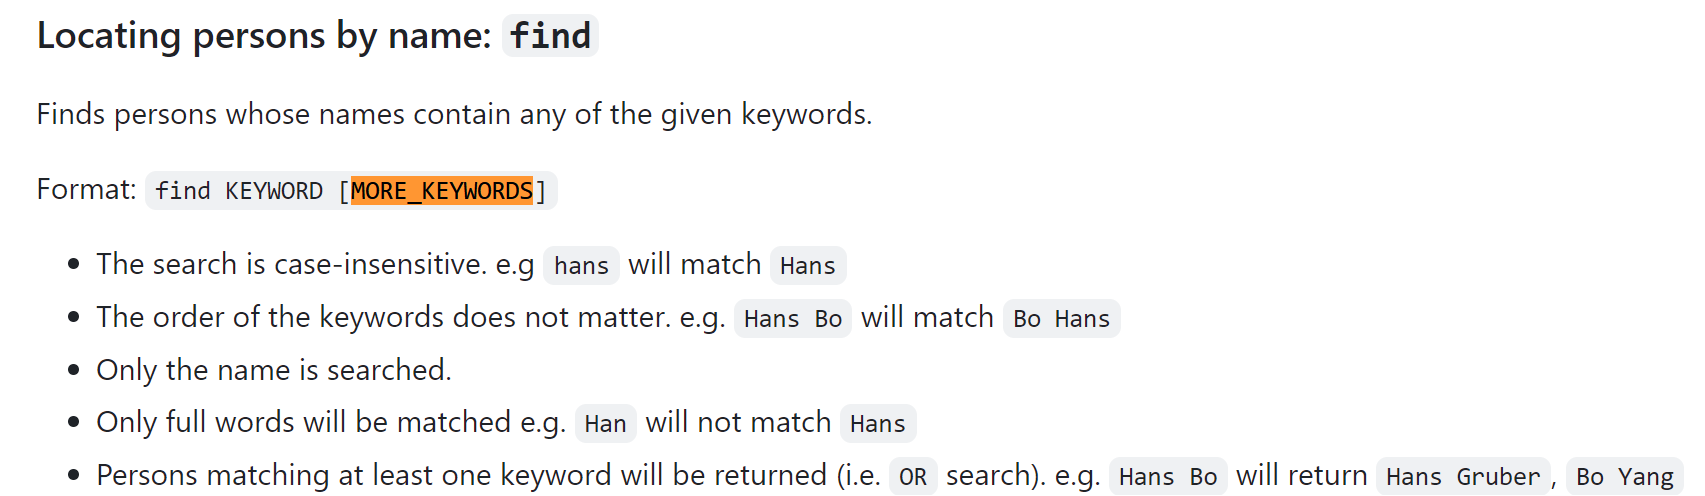 Locating persons by name: find
Finds persons whose names contain any of the given keywords.
Format: find KEYWORD [MORE_KEYWORDS]
• The search is case-insensitive. e.g hans will match Hans
• The order of the keywords does not matter. e.g. Hans Bo will match Bo Hans
• Only the name is searched.
• Only full words will be matched e.g. Han will not match Hans
• Persons matching at least one keyword will be returned (i.e. OR search). e.g. Hans Bo will return Hans Gruber, Bo Yang